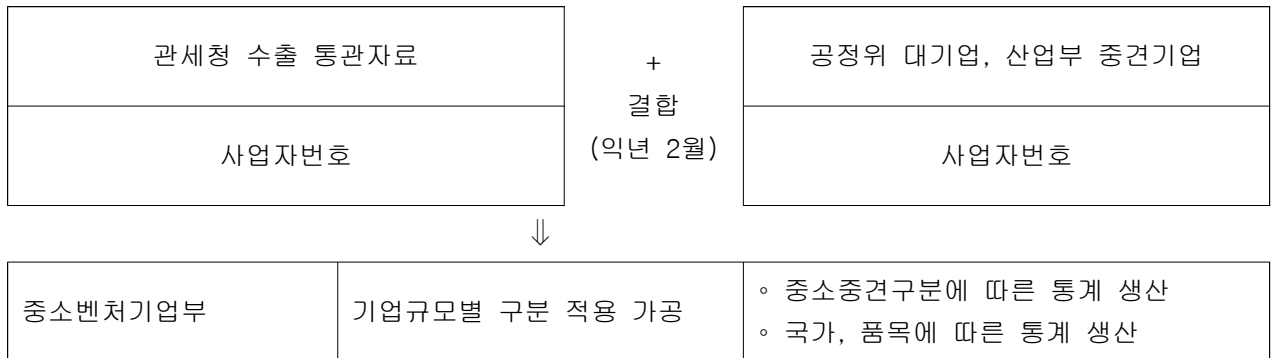 관세청 수출 통관자료
사업자번호
+
결합
(익년 2월)
공정위 대기업, 산업부 중견기업
사업자번호
⇓
중소벤처기업부
기업규모별 구분 적용 가공
◦ 중소중견구분에 따른 통계 생산
◦ 국가, 품목에 따른 통계 생산